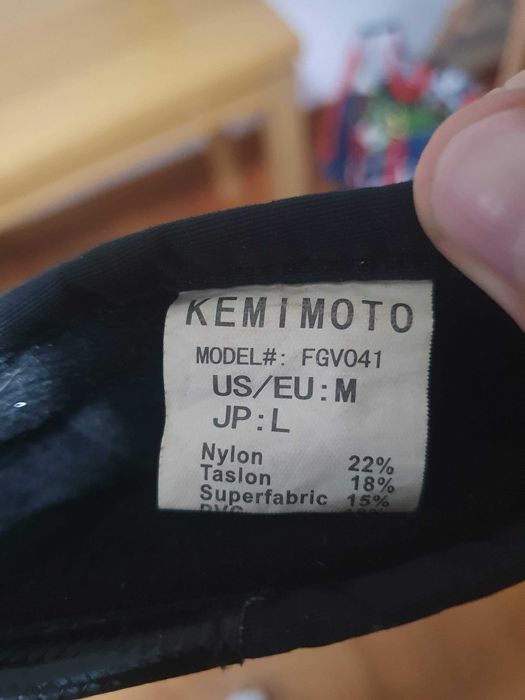 KEMIMOTO
MODEL#: FGV041
US/EU:M
JP:L
Nylon 22%
Taslon 18%
Superfabric 15%